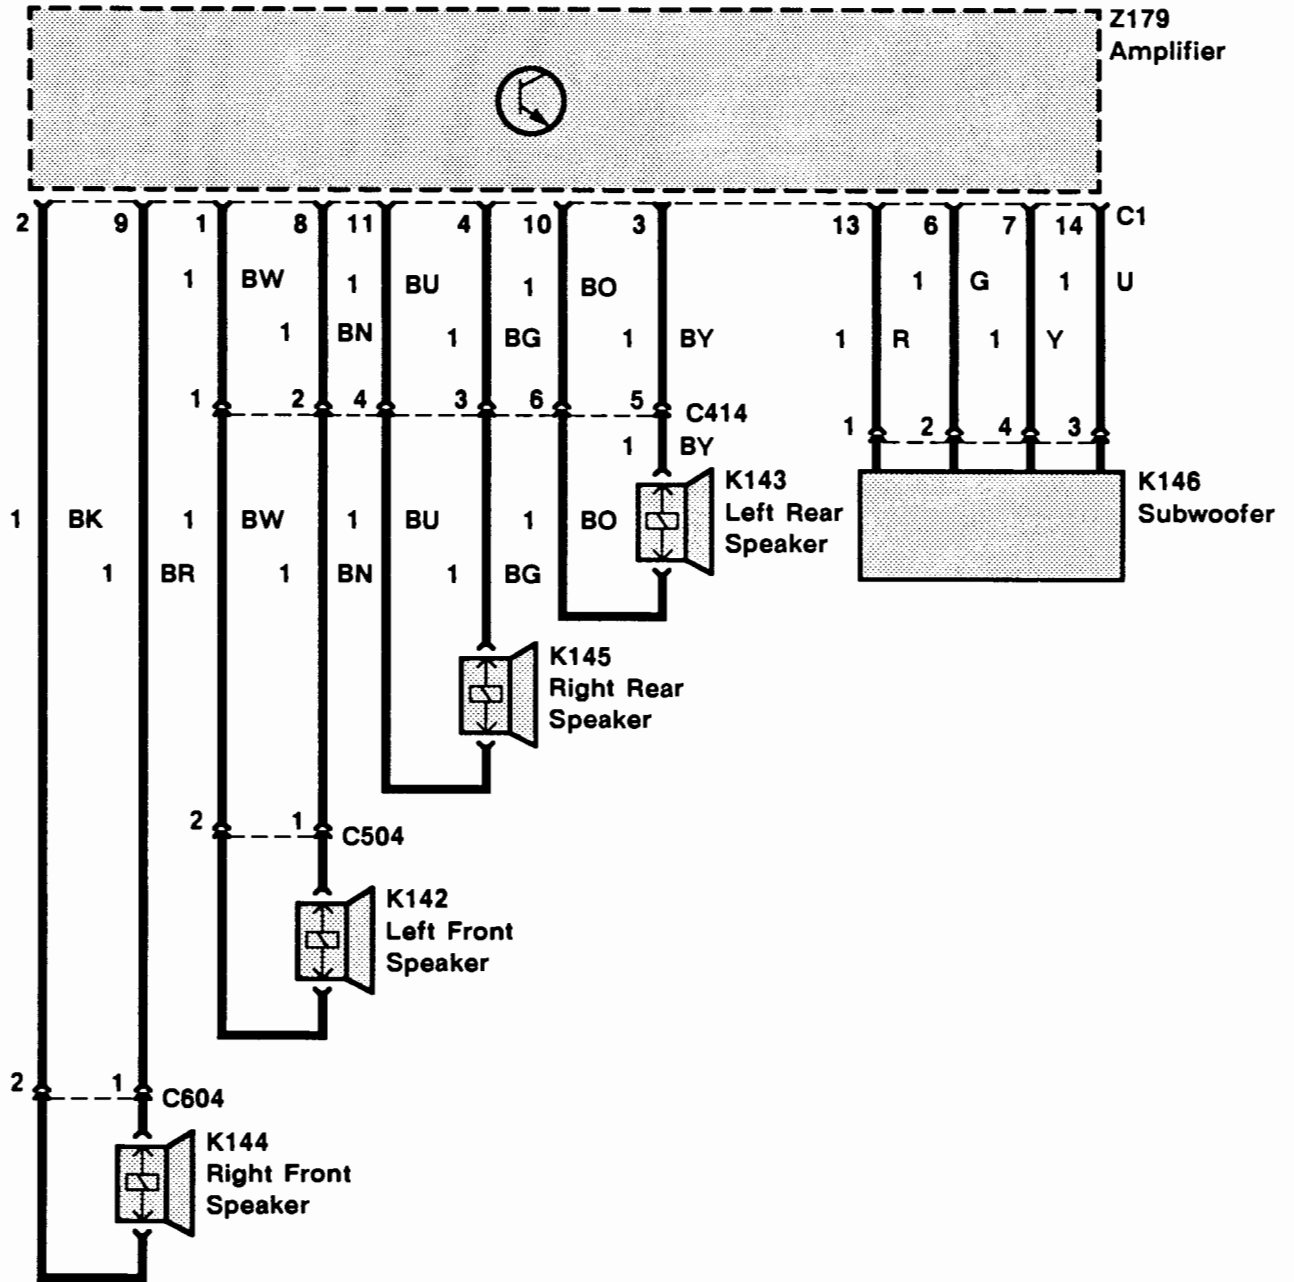 Z179
Amplifier
2 9 1 8 11 4 10 3 13 6 7 14 C1
1 BW 1 BU 1 BO 1 G 1 U
1 BN 1 BG 1 BY 1 R 1 Y
1 2 4 3 6 5 C414
1 2 4 3
1 BY
K143
Left Rear
Speaker
K146
Subwoofer
1 BK 1 BW 1 BU 1 BO
1 BR 1 BN 1 BG
K145
Right Rear
Speaker
2 1 C504
K142
Left Front
Speaker
2 1 C604
K144
Right Front
Speaker